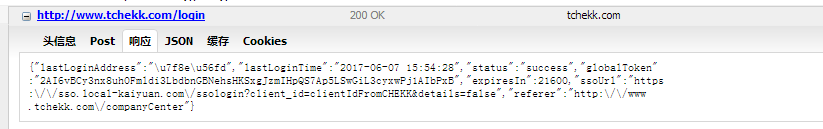 http://www.tchekk.com/login 200 OK tchekk.com
头信息 Post 响应 JSON 缓存 Cookies
{"lastLoginAddress":"\u7f8e\u56fd","lastLoginTime":"2017-06-07 15:54:28","status":"success","globalToken"
:"2AI6vBCy3nx8uhOFmldi3LbdbnGBNehsHKSxgJzmIHpQS7Ap5LSwGiL3cyxwPj1AIbPxB","expiresIn":21600,"ssoUrl":"https
:\/\/sso.local-kaiyuan.com\/ssologin?client_id=clientIdFromCHEKK&details=false","referer":"http:\/\/www
.tchekk.com\/companyCenter"}